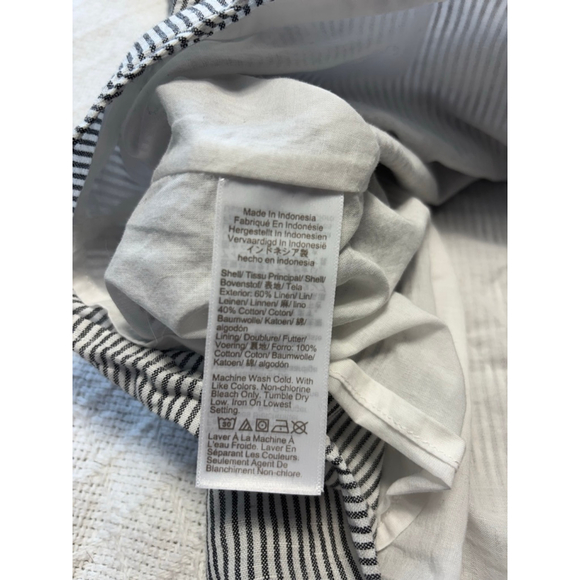 Made In Indonesia
Fabriqué En Indonésie
Hergestellt In Indonesien
Vervaardigd In Indonesië
インドネシア製
hecho en indonesia
Shell/ Tissu Principal/ Shell/
Bovenstof/ 表地/ Tela
Exterior: 60% Linen/ Lin/
Leinen/ Linnen/ 麻/ lino
40% Cotton/ Coton/
Baumwolle/ Katoen/ 綿/
algodón
Lining/ Doublure/ Futter/
Voering/ 裏地/ Forro: 100%
Cotton/ Coton/ Baumwolle/
Katoen/ 綿/ algodón
Machine Wash Cold. With
Like Colors. Non-chlorine
Bleach Only. Tumble Dry
Low. Iron On Lowest
Setting.
Laver À La Machine À
L'eau Froide. Laver En
Séparant Les Couleurs.
Seulement Agent De
Blanchiment Non-chlore